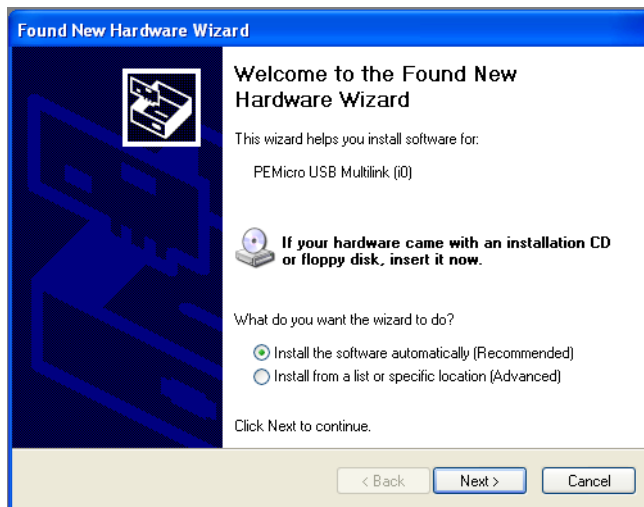 Found New Hardware Wizard
Welcome to the Found New
Hardware Wizard
This wizard helps you install software for:
PEMicro USB Multilink (i0)
If your hardware came with an installation CD
or floppy disk, insert it now.
What do you want the wizard to do?
Install the software automatically (Recommended)
Install from a list or specific location (Advanced)
Click Next to continue.
< Back
Next >
Cancel